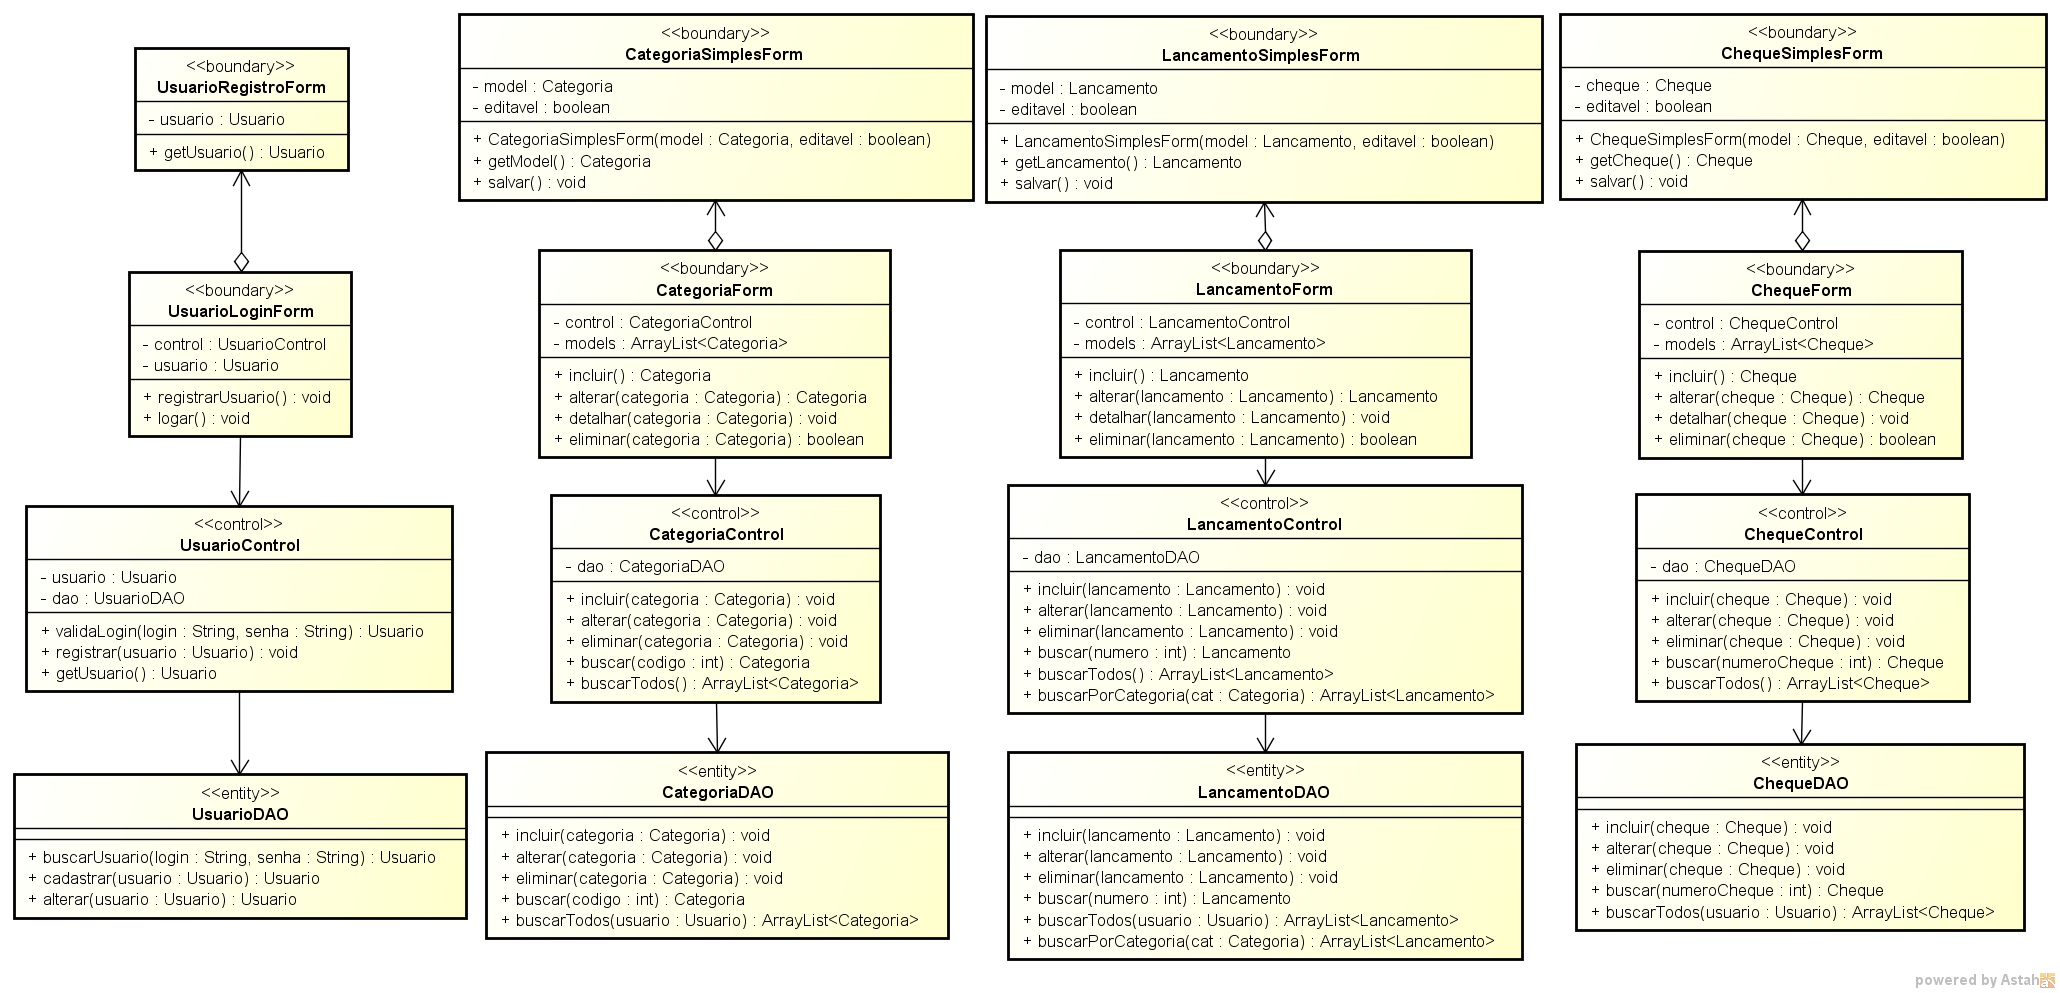 <<boundary>>
UsuarioRegistroForm
- usuario : Usuario
+ getUsuario() : Usuario
<<boundary>>
UsuarioLoginForm
- control : UsuarioControl
- usuario : Usuario
+ registrarUsuario() : void
+ logar() : void
<<control>>
UsuarioControl
- usuario : Usuario
- dao : UsuarioDAO
+ validaLogin(login : String, senha : String) : Usuario
+ registrar(usuario : Usuario) : void
+ getUsuario() : Usuario
<<entity>>
UsuarioDAO
+ buscarUsuario(login : String, senha : String) : Usuario
+ cadastrar(usuario : Usuario) : Usuario
+ alterar(usuario : Usuario) : Usuario
<<boundary>>
CategoriaSimplesForm
- model : Categoria
- editavel : boolean
+ CategoriaSimplesForm(model : Categoria, editavel : boolean)
+ getModel() : Categoria
+ salvar() : void
<<boundary>>
CategoriaForm
- control : CategoriaControl
- models : ArrayList<Categoria>
+ incluir() : Categoria
+ alterar(categoria : Categoria) : Categoria
+ detalhar(categoria : Categoria) : void
+ eliminar(categoria : Categoria) : boolean
<<control>>
CategoriaControl
- dao : CategoriaDAO
+ incluir(categoria : Categoria) : void
+ alterar(categoria : Categoria) : void
+ eliminar(categoria : Categoria) : void
+ buscar(codigo : int) : Categoria
+ buscarTodos() : ArrayList<Categoria>
<<entity>>
CategoriaDAO
+ incluir(categoria : Categoria) : void
+ alterar(categoria : Categoria) : void
+ eliminar(categoria : Categoria) : void
+ buscar(codigo : int) : Categoria
+ buscarTodos(usuario : Usuario) : ArrayList<Categoria>
<<boundary>>
LancamentoSimplesForm
- model : Lancamento
- editavel : boolean
+ LancamentoSimplesForm(model : Lancamento, editavel : boolean)
+ getLancamento() : Lancamento
+ salvar() : void
<<boundary>>
LancamentoForm
- control : LancamentoControl
- models : ArrayList<Lancamento>
+ incluir() : Lancamento
+ alterar(lancamento : Lancamento) : Lancamento
+ detalhar(lancamento : Lancamento) : void
+ eliminar(lancamento : Lancamento) : boolean
<<control>>
LancamentoControl
- dao : LancamentoDAO
+ incluir(lancamento : Lancamento) : void
+ alterar(lancamento : Lancamento) : void
+ eliminar(lancamento : Lancamento) : void
+ buscar(numero : int) : Lancamento
+ buscarTodos() : ArrayList<Lancamento>
+ buscarPorCategoria(cat : Categoria) : ArrayList<Lancamento>
<<entity>>
LancamentoDAO
+ incluir(lancamento : Lancamento) : void
+ alterar(lancamento : Lancamento) : void
+ eliminar(lancamento : Lancamento) : void
+ buscar(numero : int) : Lancamento
+ buscarTodos(usuario : Usuario) : ArrayList<Lancamento>
+ buscarPorCategoria(cat : Categoria) : ArrayList<Lancamento>
<<boundary>>
ChequeSimplesForm
- cheque : Cheque
- editavel : boolean
+ ChequeSimplesForm(model : Cheque, editavel : boolean)
+ getCheque() : Cheque
+ salvar() : void
<<boundary>>
ChequeForm
- control : ChequeControl
- models : ArrayList<Cheque>
+ incluir() : Cheque
+ alterar(cheque : Cheque) : Cheque
+ detalhar(cheque : Cheque) : void
+ eliminar(cheque : Cheque) : boolean
<<control>>
ChequeControl
- dao : ChequeDAO
+ incluir(cheque : Cheque) : void
+ alterar(cheque : Cheque) : void
+ eliminar(cheque : Cheque) : void
+ buscar(numeroCheque : int) : Cheque
+ buscarTodos() : ArrayList<Cheque>
<<entity>>
ChequeDAO
+ incluir(cheque : Cheque) : void
+ alterar(cheque : Cheque) : void
+ eliminar(cheque : Cheque) : void
+ buscar(numeroCheque : int) : Cheque
+ buscarTodos(usuario : Usuario) : ArrayList<Cheque>
powered by Astah